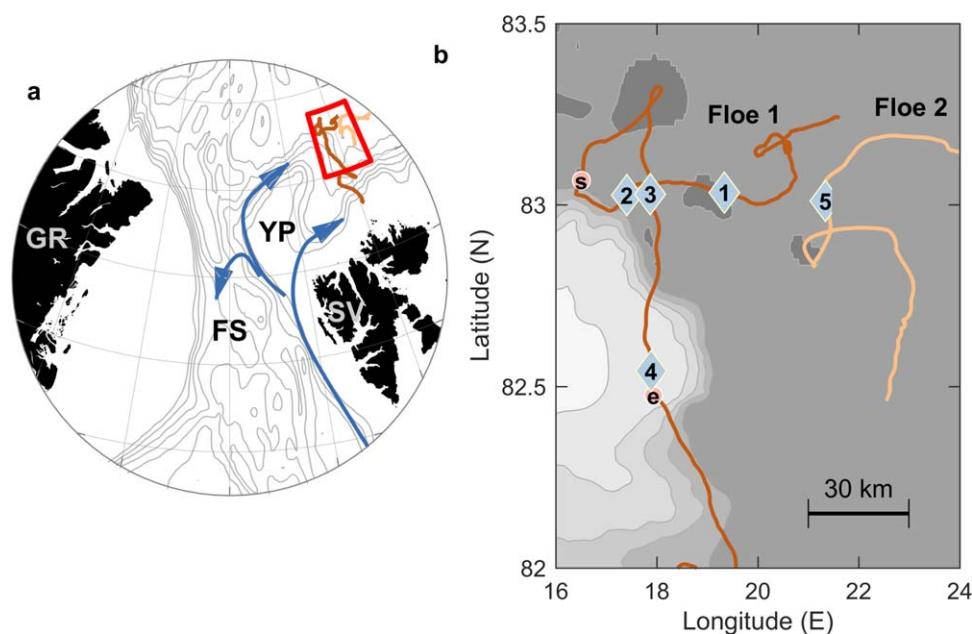 a
GR
YP
FS
SV
b
83.5
83
82.5
82
Latitude (N)
Floe 1
Floe 2
s
2
3
1
5
4
e
30 km
16
18
20
22
24
Longitude (E)